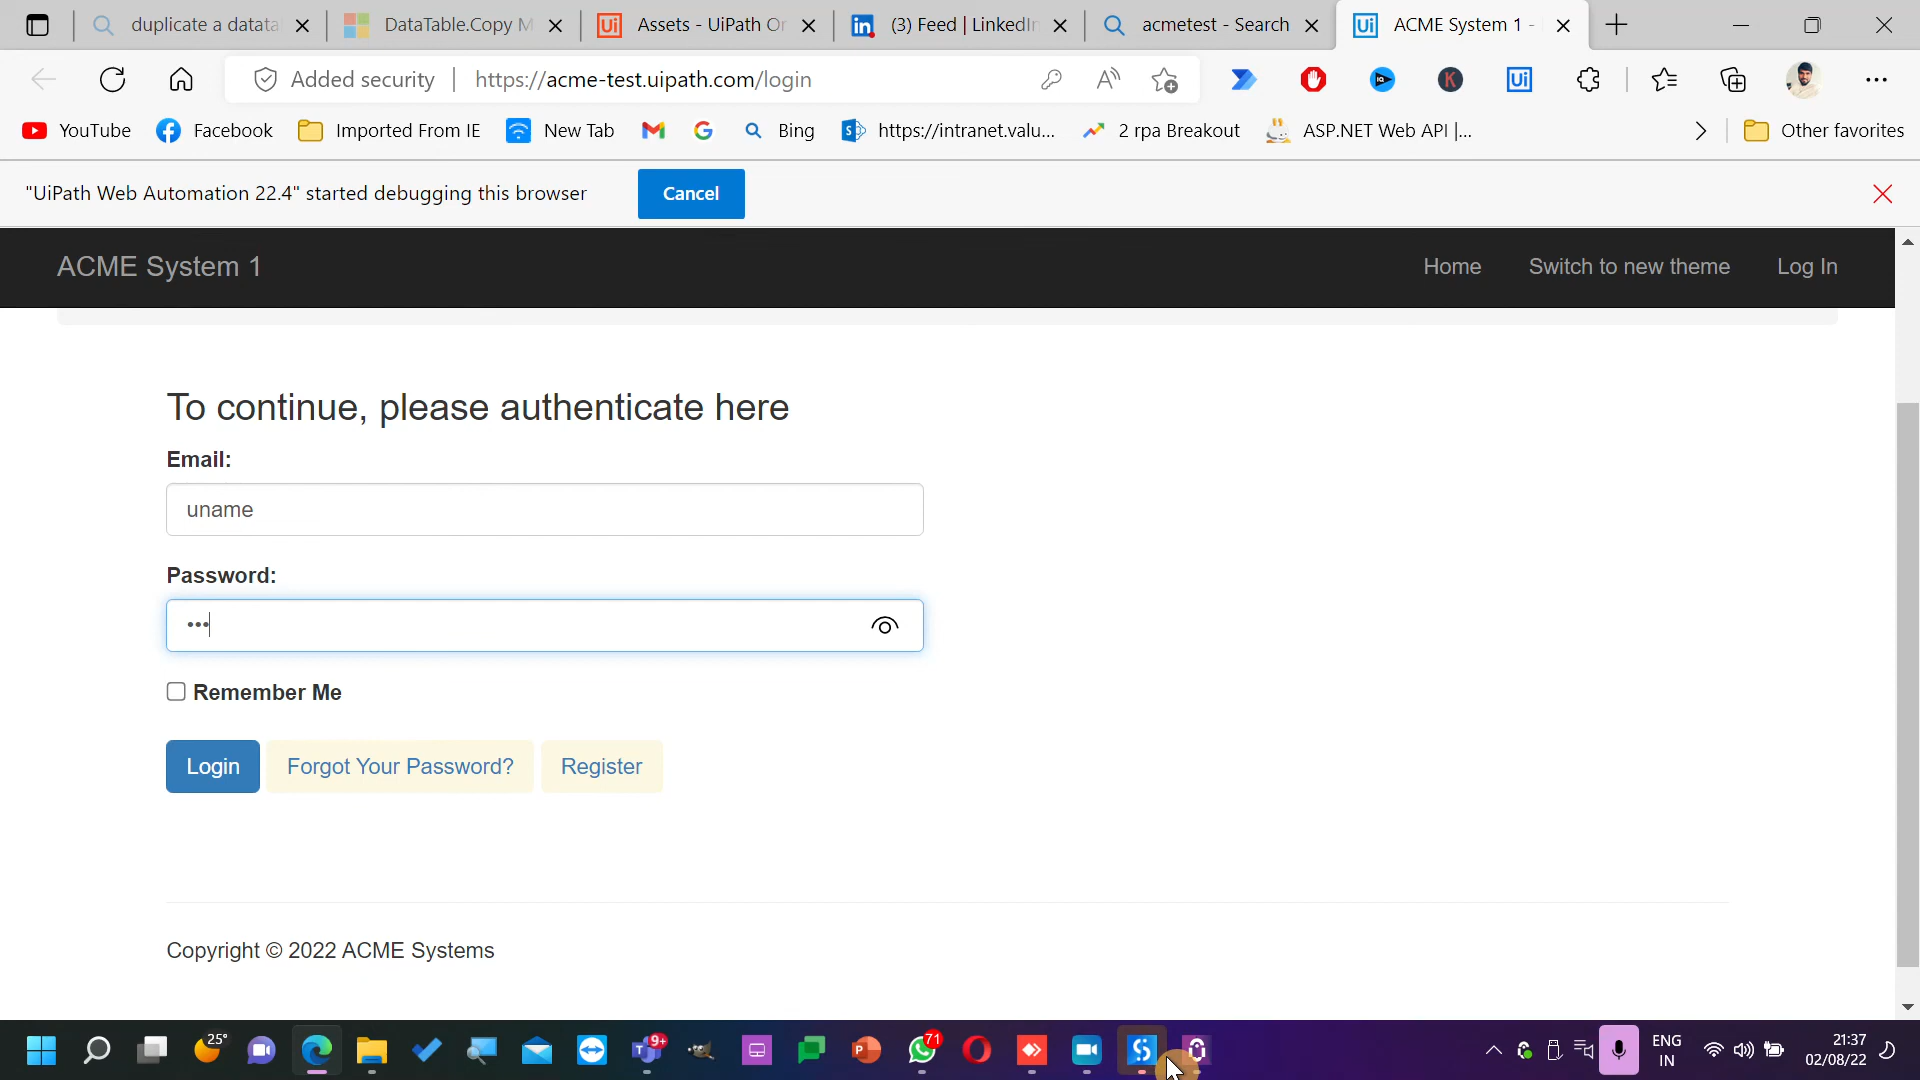 duplicate a datata
DataTable.Copy M
Assets - UiPath Or
(3) Feed | LinkedIn
acmetest - Search
ACME System 1 -
Added security
https://acme-test.uipath.com/login
YouTube
Facebook
Imported From IE
New Tab
Bing
https://intranet.valu...
2 rpa Breakout
ASP.NET Web API |...
Other favorites
"UiPath Web Automation 22.4" started debugging this browser
Cancel
ACME System 1
Home
Switch to new theme
Log In
To continue, please authenticate here
Email:
uname
Password:
•••
Remember Me
Login
Forgot Your Password?
Register
Copyright © 2022 ACME Systems
25°
9+
71
ENG
IN
21:37
02/08/22